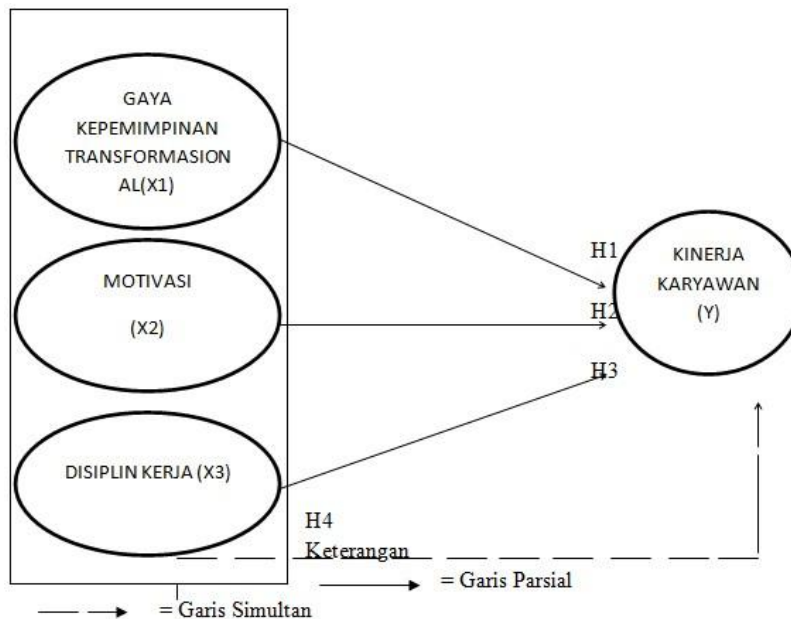 GAYA
KEPEMIMPINAN
TRANSFORMASION
AL(X1)
MOTIVASI
(X2)
DISIPLIN KERJA (X3)
H1
H2
H3
KINERJA
KARYAWAN
(Y)
H4
Keterangan
= Garis Parsial
= Garis Simultan